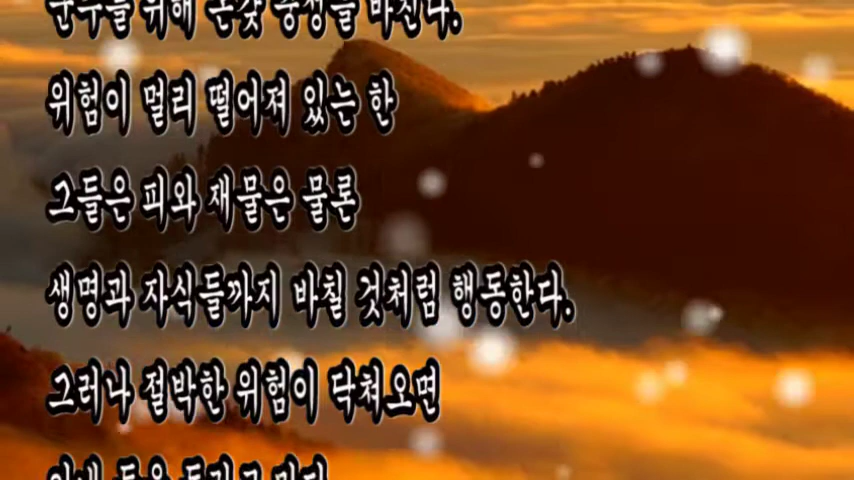 군주를 위해 온갖 충성을 바친다.
위험이 멀리 떨어져 있는 한
그들은 피와 재물은 물론
생명과 자식들까지 바칠 것처럼 행동한다.
그러나 절박한 위험이 닥쳐오면